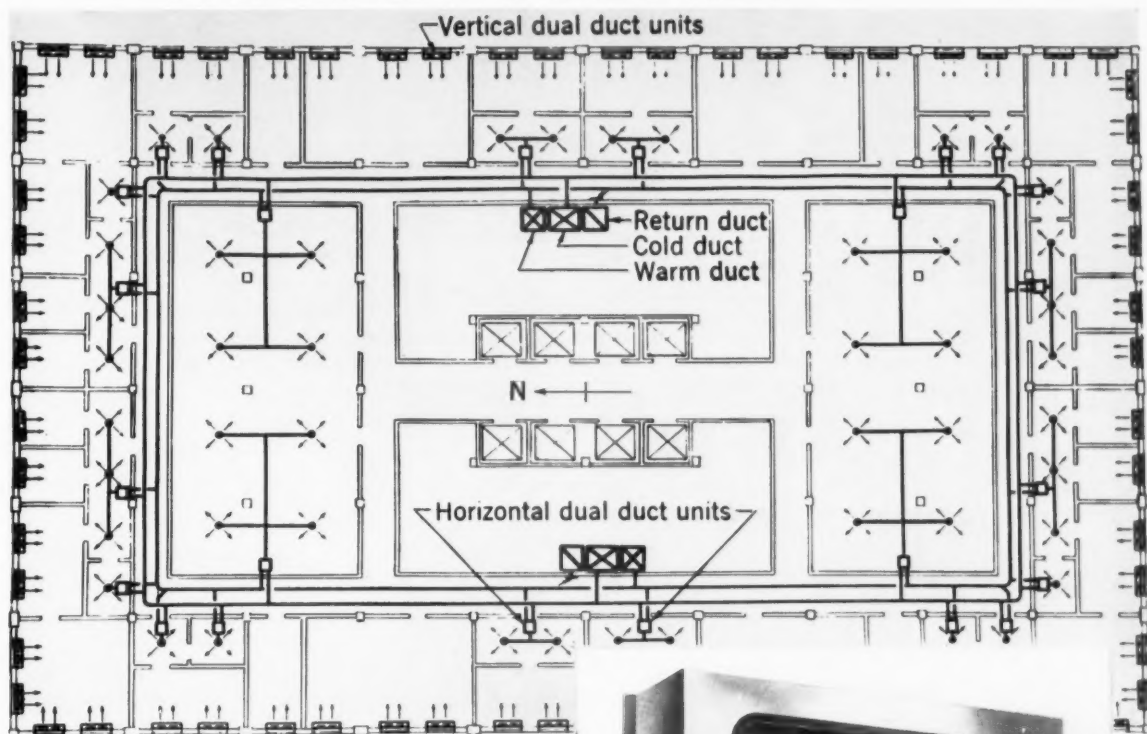 Vertical dual duct units
Return duct
Cold duct
Warm duct
N
Horizontal dual duct units